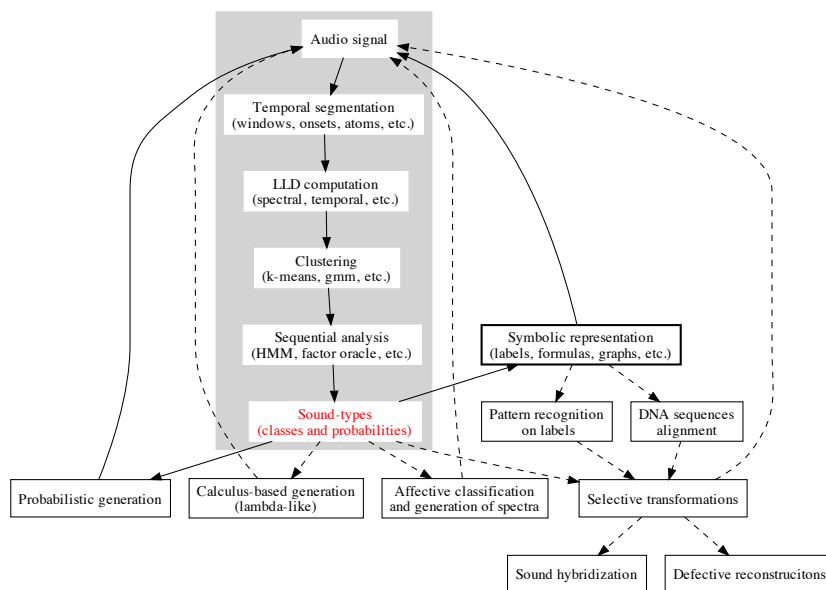 Audio signal
Temporal segmentation
(windows, onsets, atoms, etc.)
LLD computation
(spectral, temporal, etc.)
Clustering
(k-means, gmm, etc.)
Sequential analysis
(HMM, factor oracle, etc.)
Symbolic representation
(labels, formulas, graphs, etc.)
Sound-types
(classes and probabilities)
Pattern recognition
on labels
DNA sequences
alignment
Probabilistic generation
Calculus-based generation
(lambda-like)
Affective classification
and generation of spectra
Selective transformations
Sound hybridization
Defective reconstrucitons